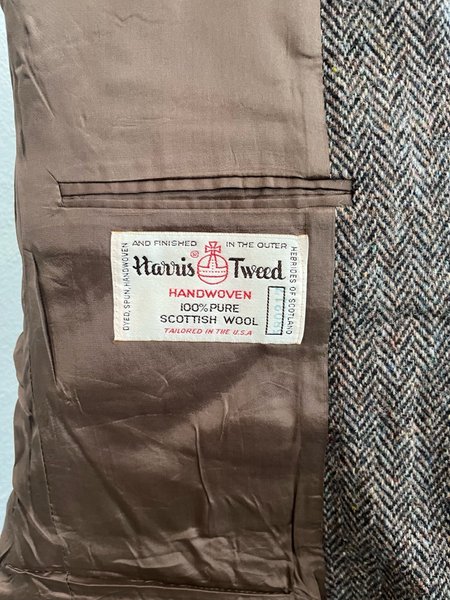 DYED, SPUN, HANDWOVEN
AND FINISHED IN THE OUTER
HEBRIDES OF SCOTLAND
Harris® Tweed
HANDWOVEN
100% PURE
SCOTTISH WOOL
TAILORED IN THE U.S.A